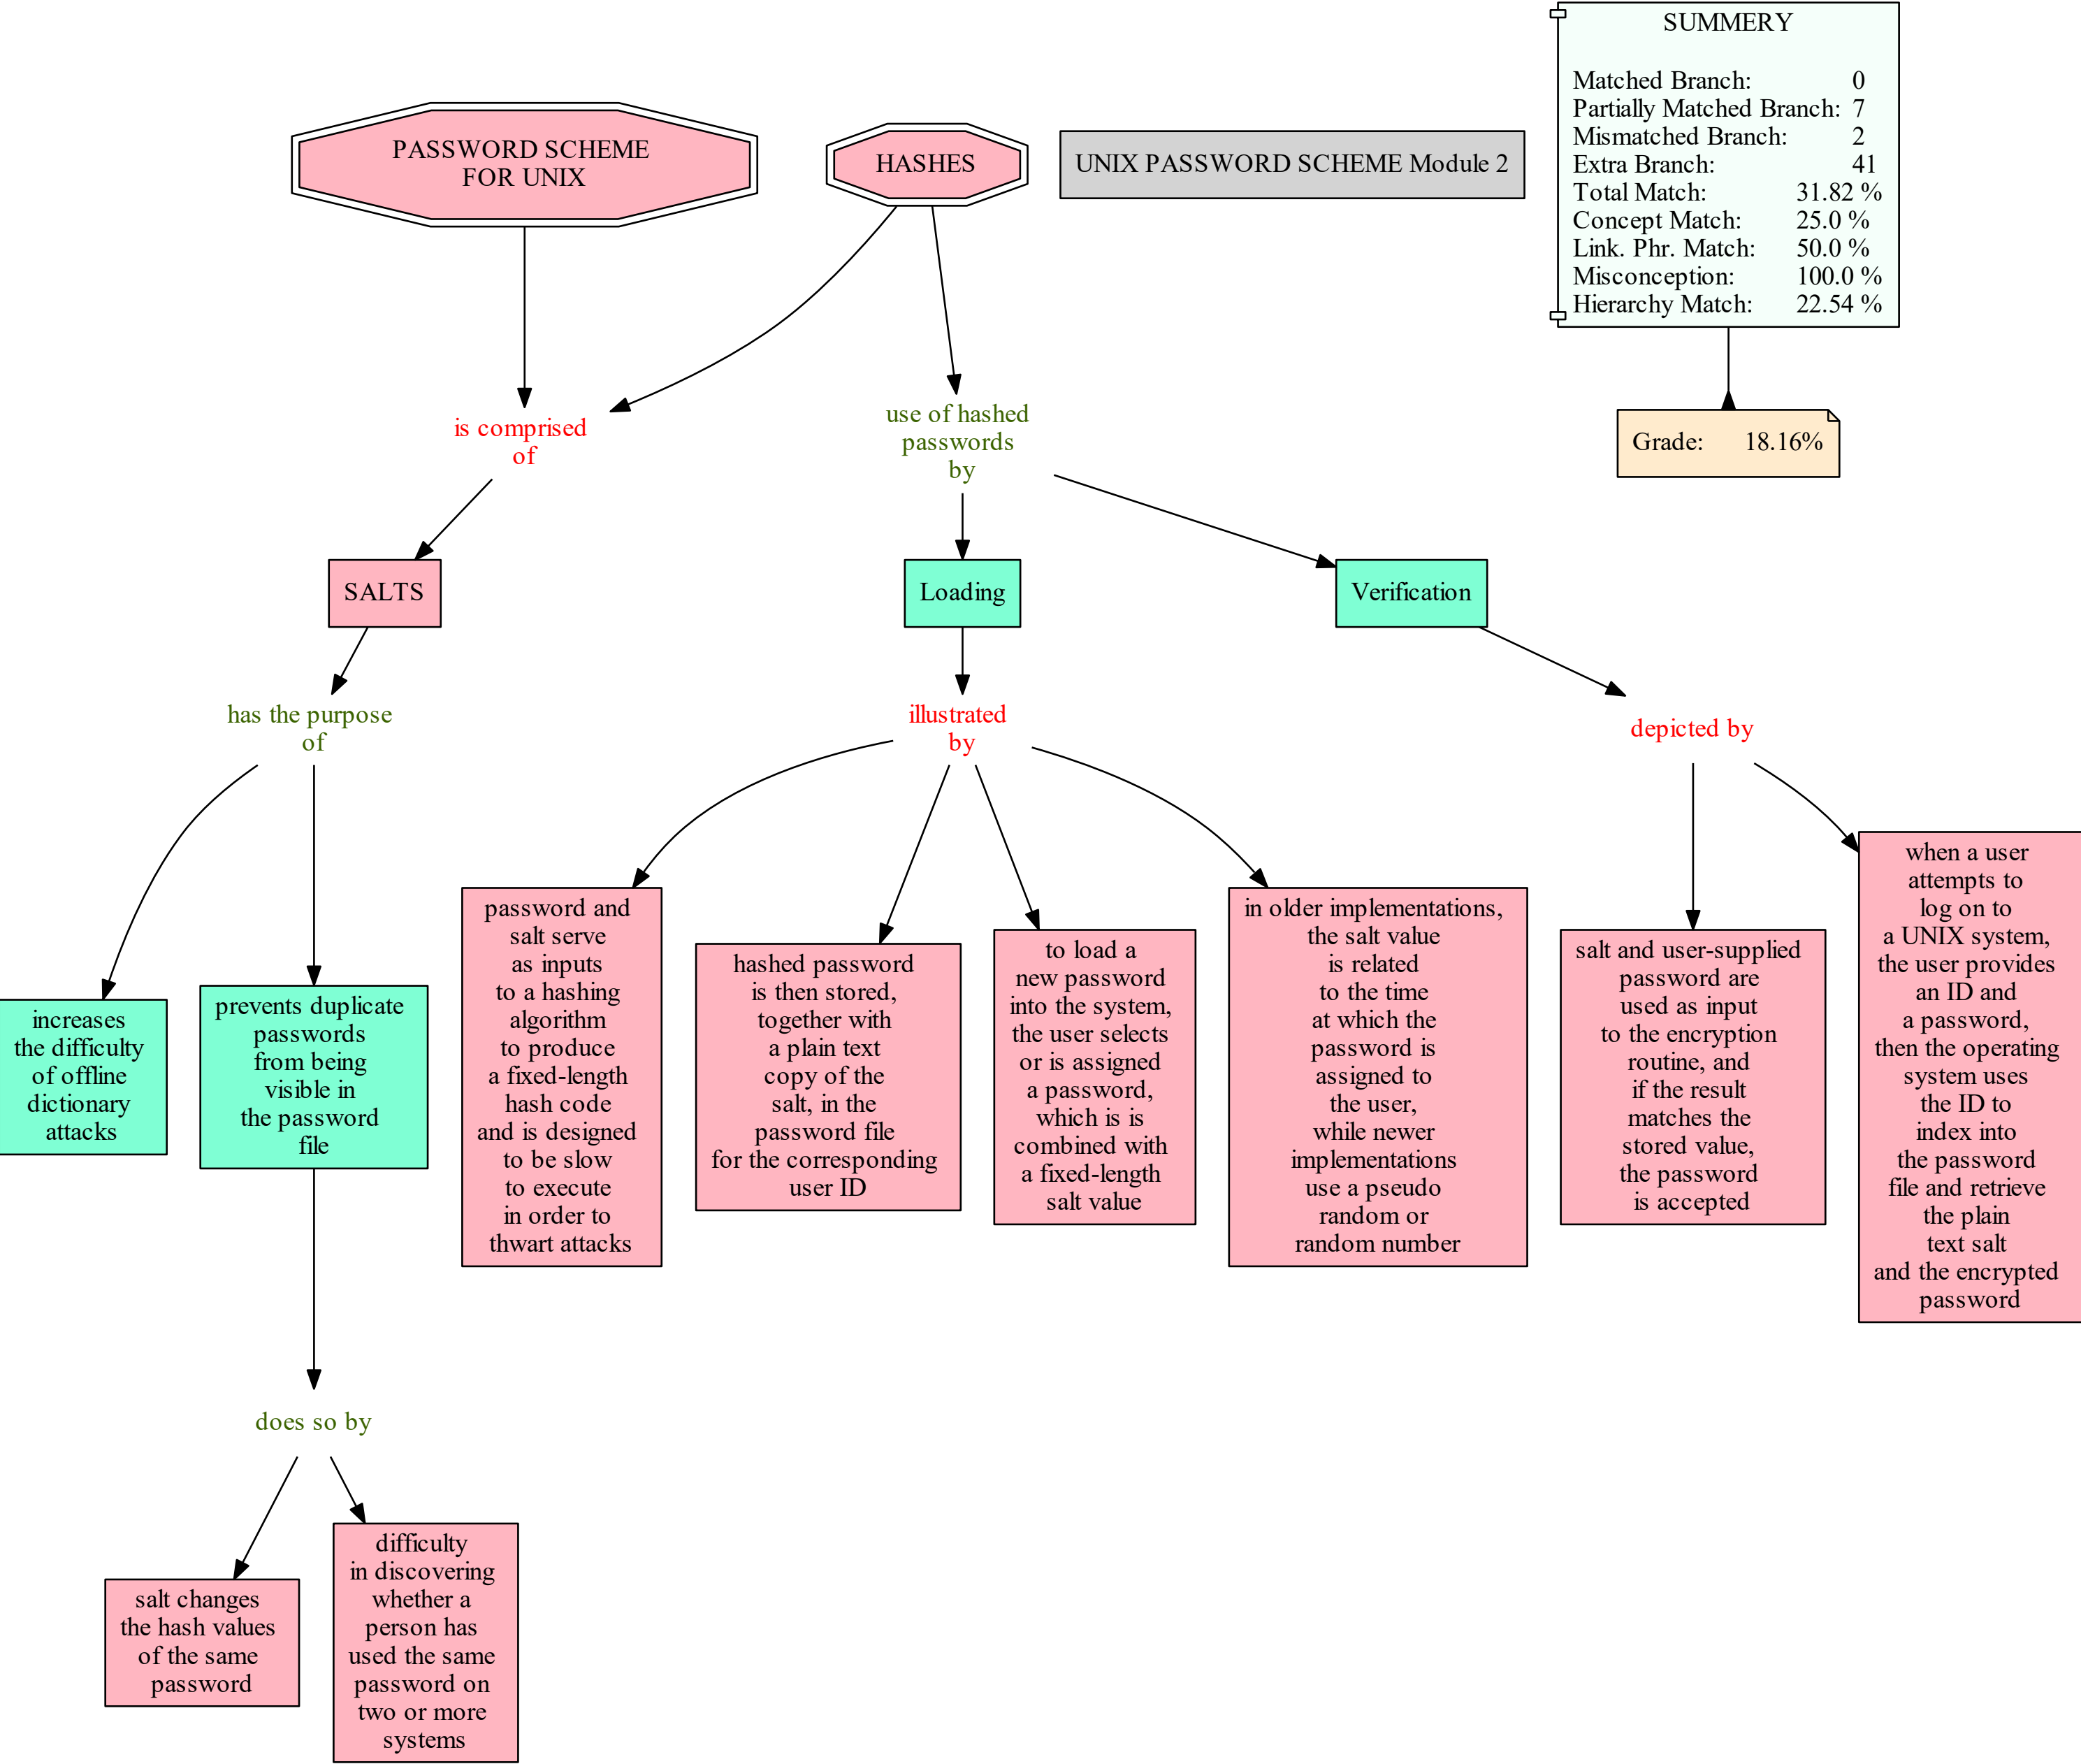 SUMMERY
Matched Branch: 0
Partially Matched Branch: 7
Mismatched Branch: 2
Extra Branch: 41
Total Match: 31.82 %
Concept Match: 25.0 %
Link. Phr. Match: 50.0 %
Misconception: 100.0 %
Hierarchy Match: 22.54 %
PASSWORD SCHEME
FOR UNIX
HASHES
UNIX PASSWORD SCHEME Module 2
is comprised
of
use of hashed
passwords
by
Grade: 18.16%
SALTS
Loading
Verification
has the purpose
of
illustrated
by
depicted by
increases
the difficulty
of offline
dictionary
attacks
prevents duplicate
passwords
from being
visible in
the password
file
password and
salt serve
as inputs
to a hashing
algorithm
to produce
a fixed-length
hash code
and is designed
to be slow
to execute
in order to
thwart attacks
hashed password
is then stored,
together with
a plain text
copy of the
salt, in the
password file
for the corresponding
user ID
to load a
new password
into the system,
the user selects
or is assigned
a password,
which is is
combined with
a fixed-length
salt value
in older implementations,
the salt value
is related
to the time
at which the
password is
assigned to
the user,
while newer
implementations
use a pseudo
random or
random number
salt and user-supplied
password are
used as input
to the encryption
routine, and
if the result
matches the
stored value,
the password
is accepted
when a user
attempts to
log on to
a UNIX system,
the user provides
an ID and
a password,
then the operating
system uses
the ID to
index into
the password
file and retrieve
the plain
text salt
and the encrypted
password
does so by
salt changes
the hash values
of the same
password
difficulty
in discovering
whether a
person has
used the same
password on
two or more
systems